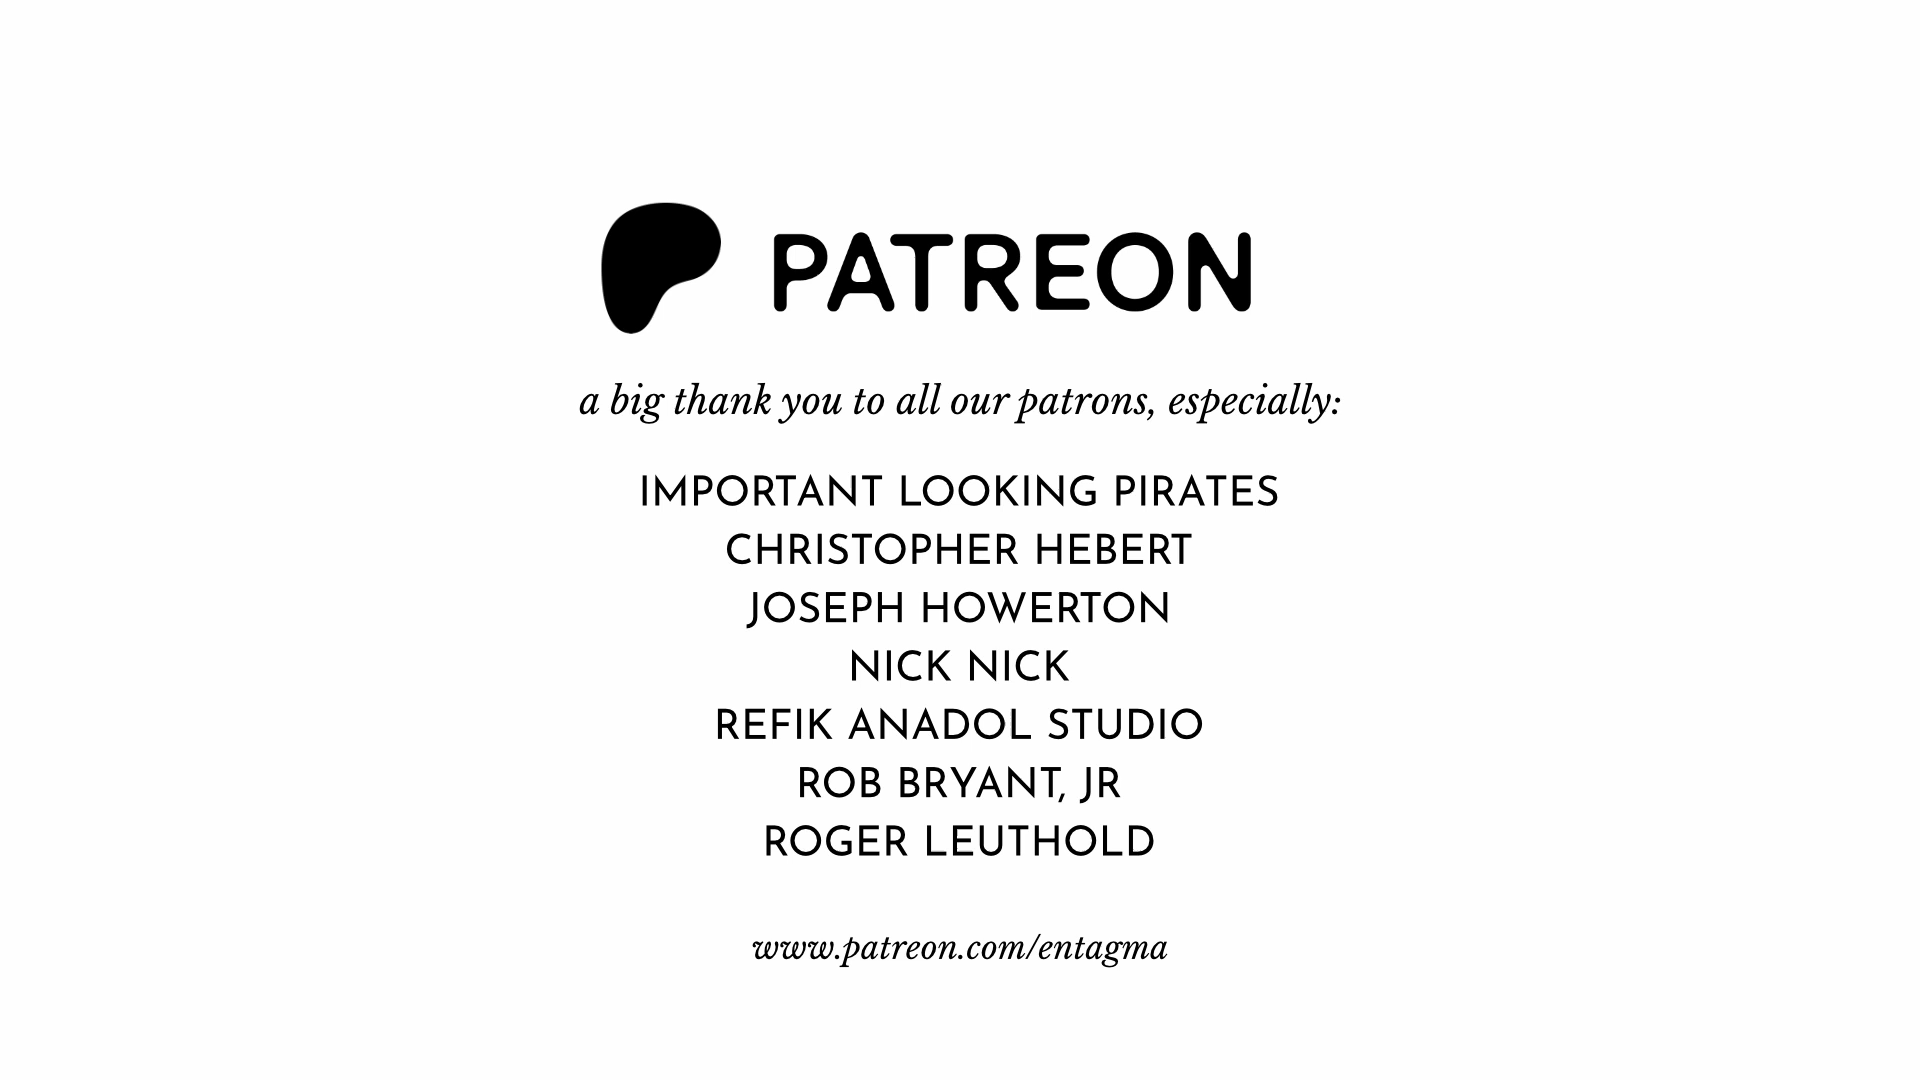 PATREON
a big thank you to all our patrons, especially:
IMPORTANT LOOKING PIRATES
CHRISTOPHER HEBERT
JOSEPH HOWERTON
NICK NICK
REFIK ANADOL STUDIO
ROB BRYANT, JR
ROGER LEUTHOLD
www.patreon.com/entagma